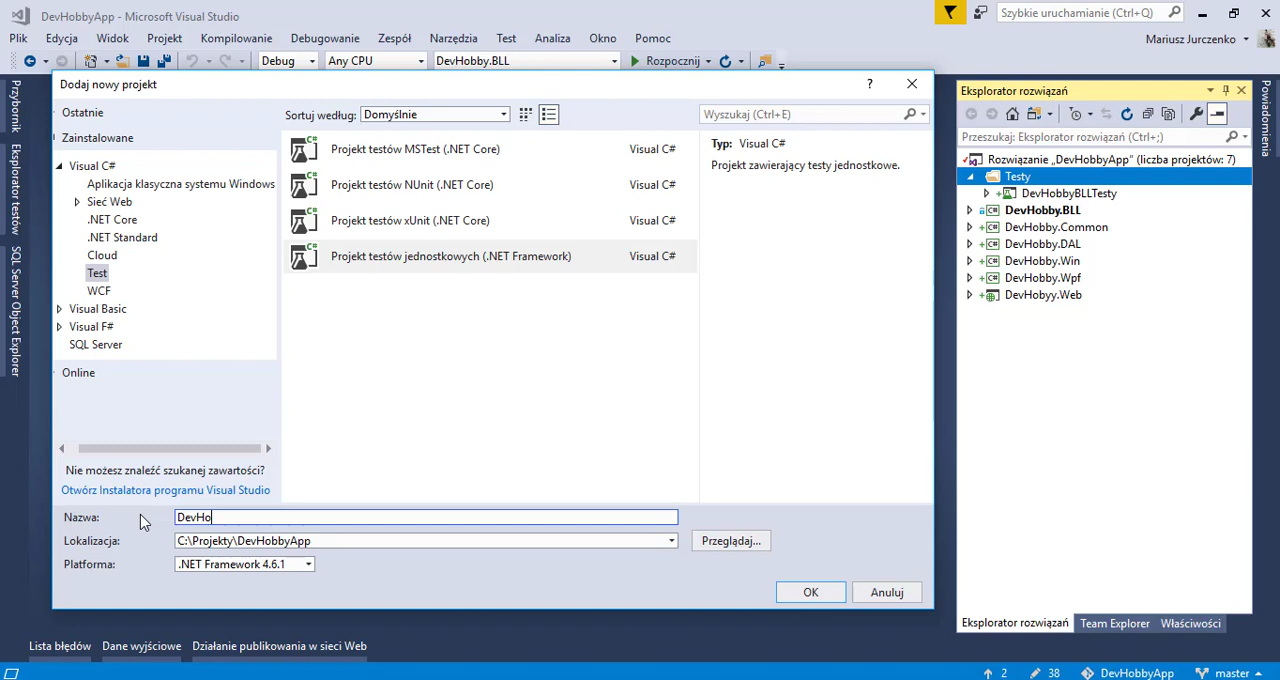 DevHobbyApp - Microsoft Visual Studio
Szybkie uruchamianie (Ctrl+Q)
Plik Edycja Widok Projekt Kompilowanie Debugowanie Zespół Narzędzia Test Analiza Okno Pomoc
Mariusz Jurczenko
Debug Any CPU DevHobby.BLL Rozpocznij
Przybornik
Eksplorator testów
SQL Server Object Explorer
Dodaj nowy projekt
?
Ostatnie
Zainstalowane
Visual C#
Aplikacja klasyczna systemu Windows
Sieć Web
.NET Core
.NET Standard
Cloud
Test
WCF
Visual Basic
Visual F#
SQL Server
Online
Nie możesz znaleźć szukanej zawartości?
Otwórz Instalatora programu Visual Studio
Sortuj według: Domyślnie
Wyszukaj (Ctrl+E)
Projekt testów MSTest (.NET Core) Visual C#
Projekt testów NUnit (.NET Core) Visual C#
Projekt testów xUnit (.NET Core) Visual C#
Projekt testów jednostkowych (.NET Framework) Visual C#
Typ: Visual C#
Projekt zawierający testy jednostkowe.
Nazwa: DevHo
Lokalizacja: C:\Projekty\DevHobbyApp Przeglądaj...
Platforma: .NET Framework 4.6.1
OK Anuluj
Eksplorator rozwiązań
Przeszukaj: Eksplorator rozwiązań (Ctrl+;)
Rozwiązanie „DevHobbyApp” (liczba projektów: 7)
Testy
DevHobbyBLLTesty
DevHobby.BLL
DevHobby.Common
DevHobby.DAL
DevHobby.Win
DevHobby.Wpf
DevHobyy.Web
Eksplorator rozwiązań Team Explorer Właściwości
Powiadomienia
Lista błędów Dane wyjściowe Działanie publikowania w sieci Web
2 38 DevHobbyApp master